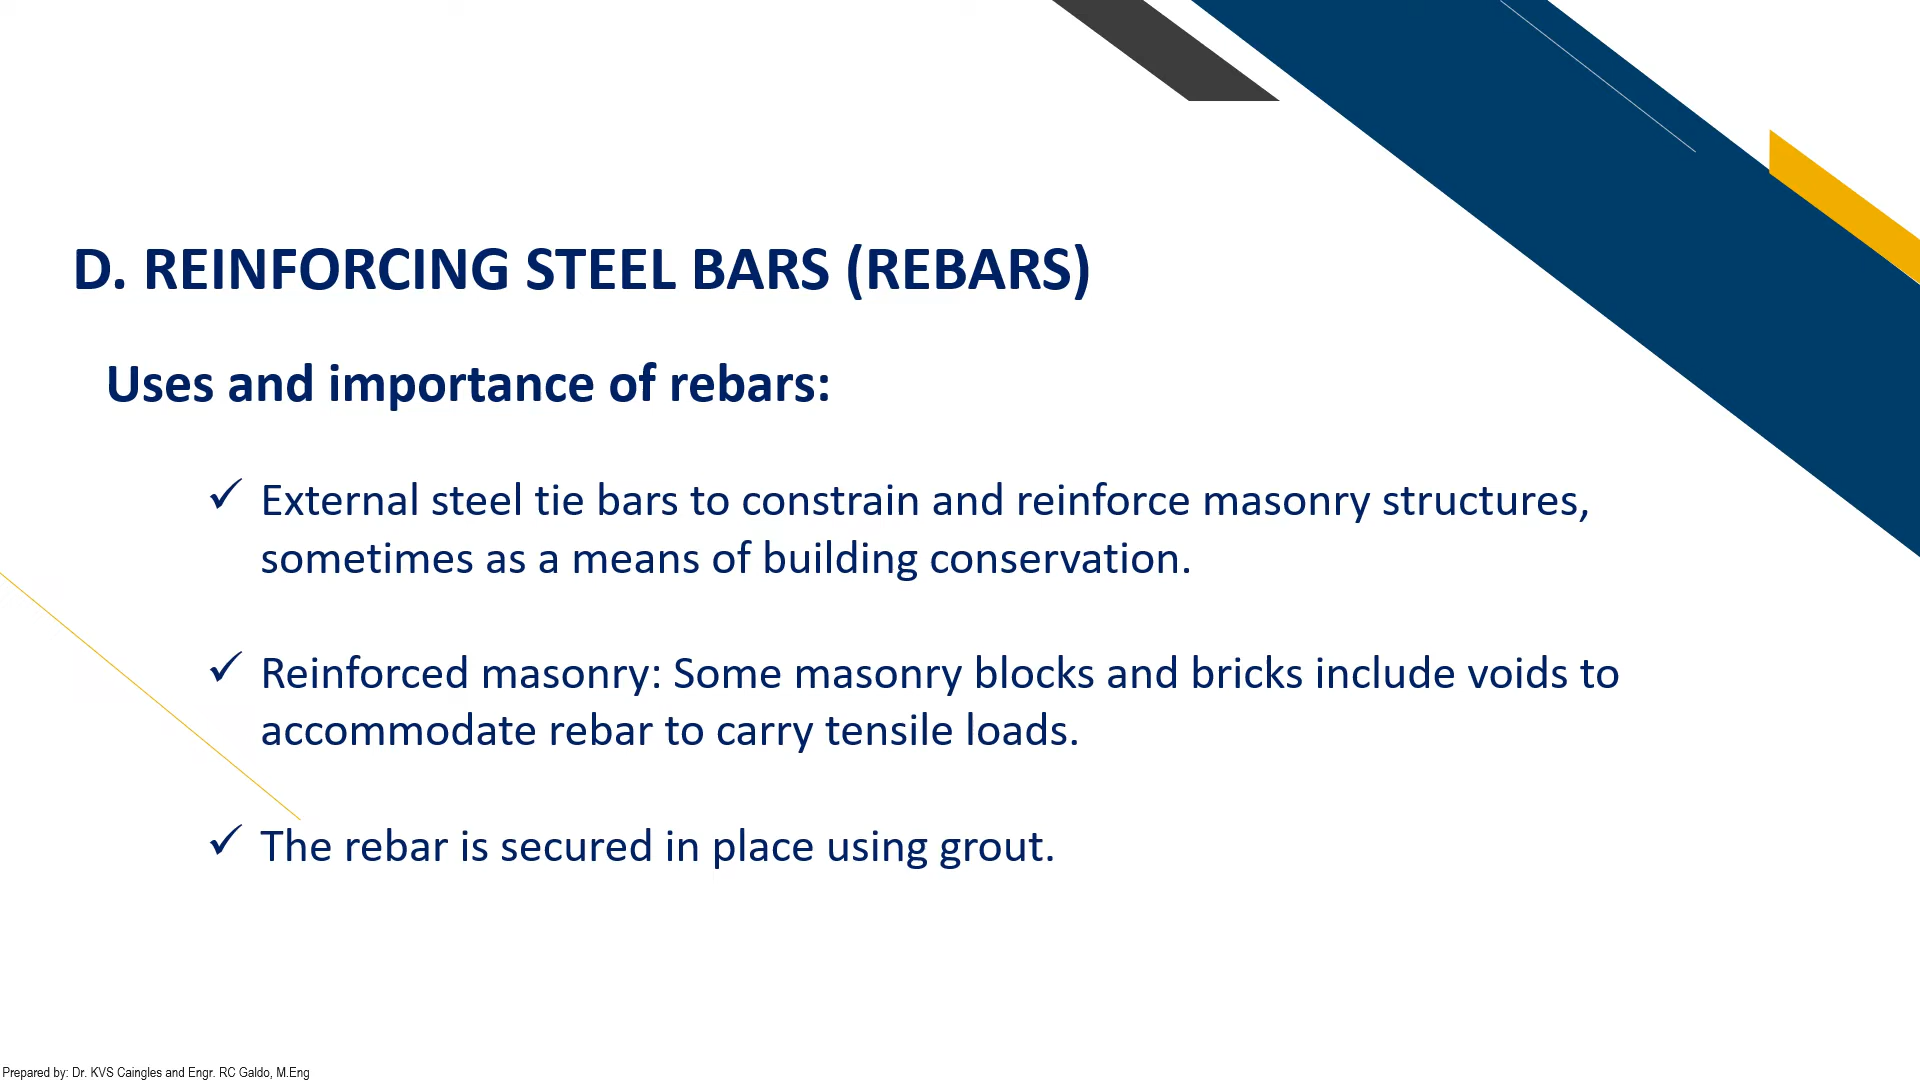 D. REINFORCING STEEL BARS (REBARS)
Uses and importance of rebars:
✓ External steel tie bars to constrain and reinforce masonry structures,
sometimes as a means of building conservation.
✓ Reinforced masonry: Some masonry blocks and bricks include voids to
accommodate rebar to carry tensile loads.
✓ The rebar is secured in place using grout.
Prepared by: Dr. KVS Caingles and Engr. RC Galdo, M.Eng